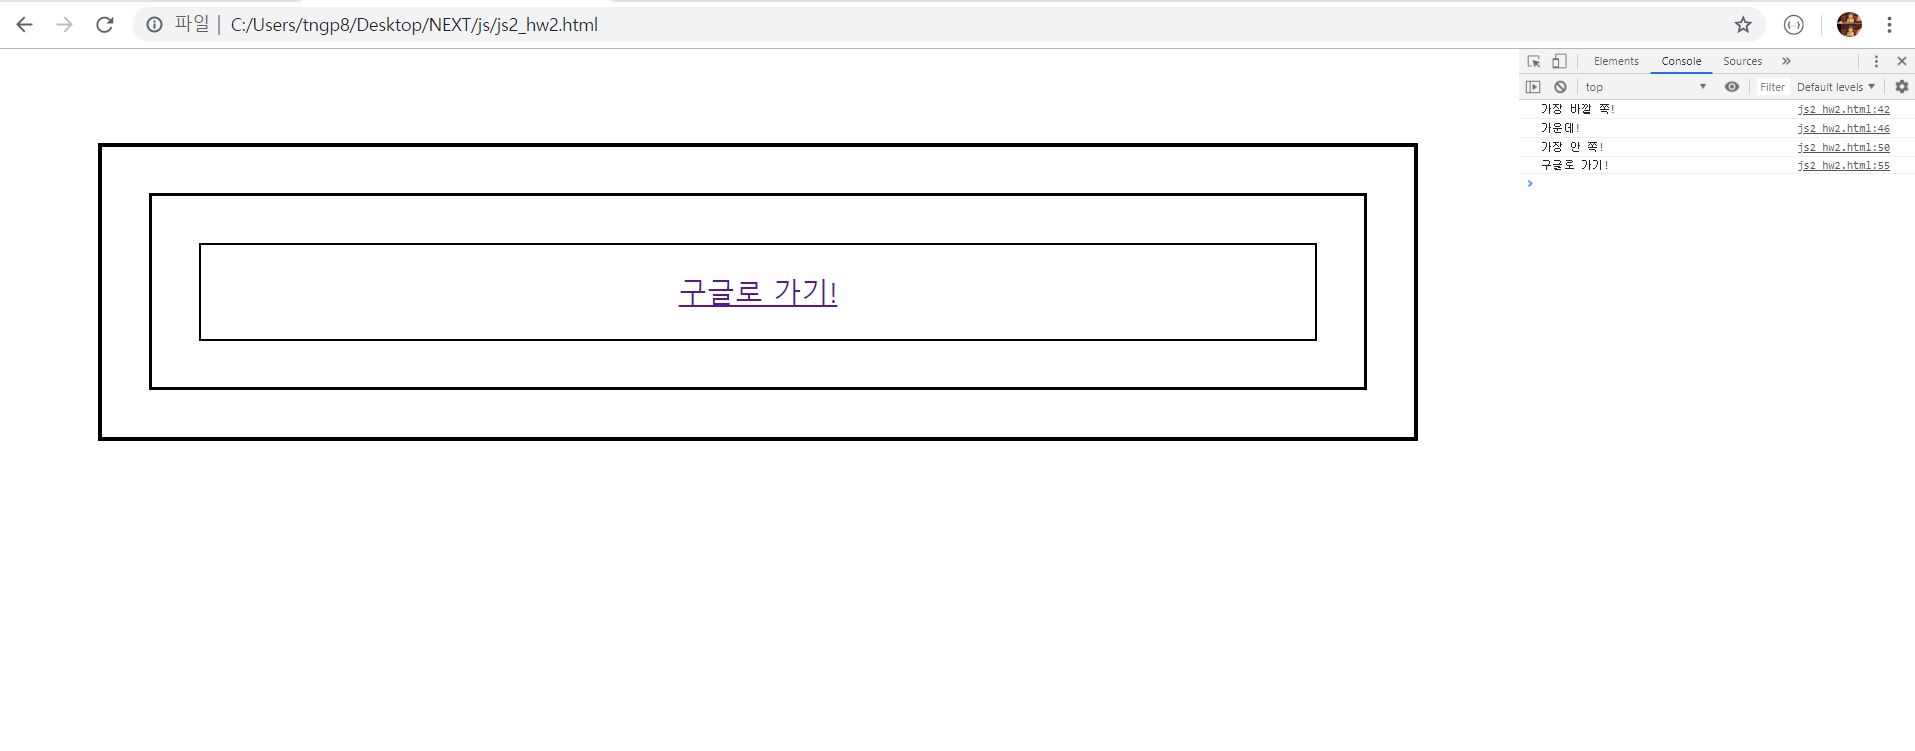 파일 | C:/Users/tngp8/Desktop/NEXT/js/js2_hw2.html
Elements Console Sources »
top Filter Default levels
가장 바깥 쪽! js2_hw2.html:42
가운데! js2_hw2.html:46
가장 안 쪽! js2_hw2.html:50
구글로 가기! js2_hw2.html:55
구글로 가기!